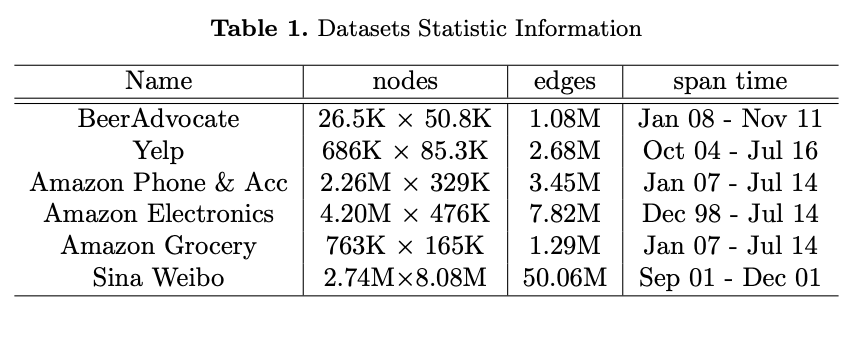 Table 1. Datasets Statistic Information
Name nodes edges span time
BeerAdvocate 26.5K × 50.8K 1.08M Jan 08 - Nov 11
Yelp 686K × 85.3K 2.68M Oct 04 - Jul 16
Amazon Phone & Acc 2.26M × 329K 3.45M Jan 07 - Jul 14
Amazon Electronics 4.20M × 476K 7.82M Dec 98 - Jul 14
Amazon Grocery 763K × 165K 1.29M Jan 07 - Jul 14
Sina Weibo 2.74M×8.08M 50.06M Sep 01 - Dec 01